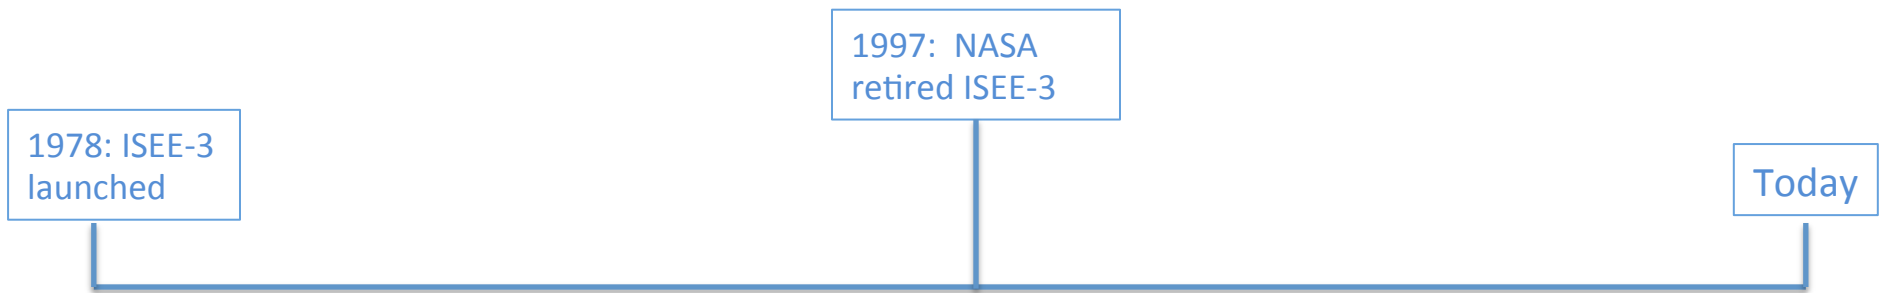 1978: ISEE-3
launched
1997:  NASA
retired ISEE-3
Today